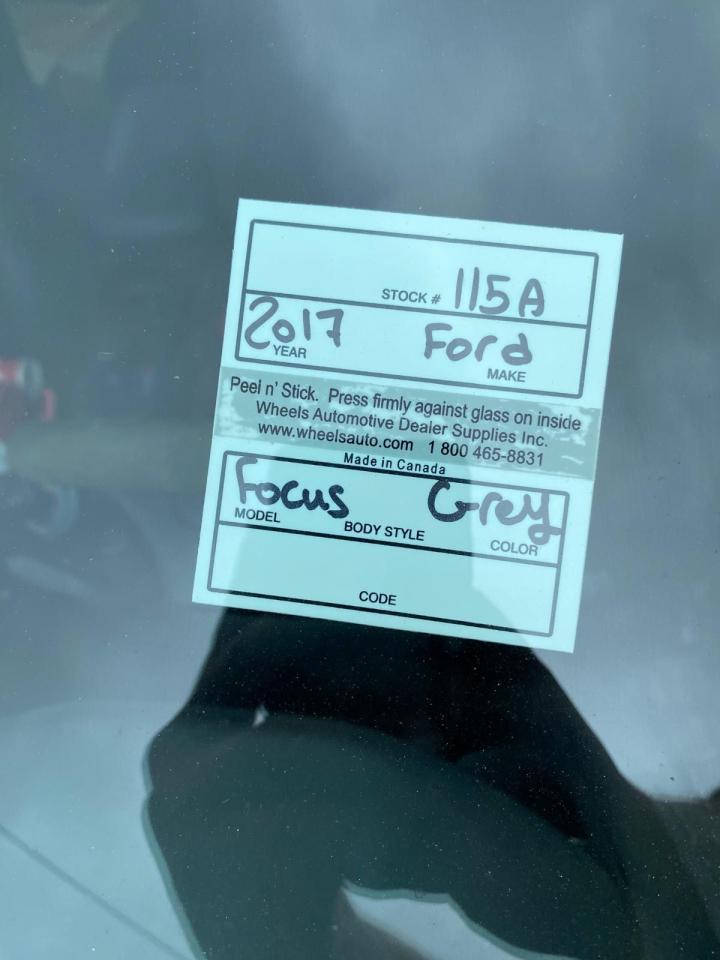 STOCK # 115A
2017 Ford
YEAR MAKE
Peel n' Stick. Press firmly against glass on inside
Wheels Automotive Dealer Supplies Inc.
www.wheelsauto.com 1 800 465-8831
Made in Canada
Focus Grey
MODEL BODY STYLE COLOR
CODE